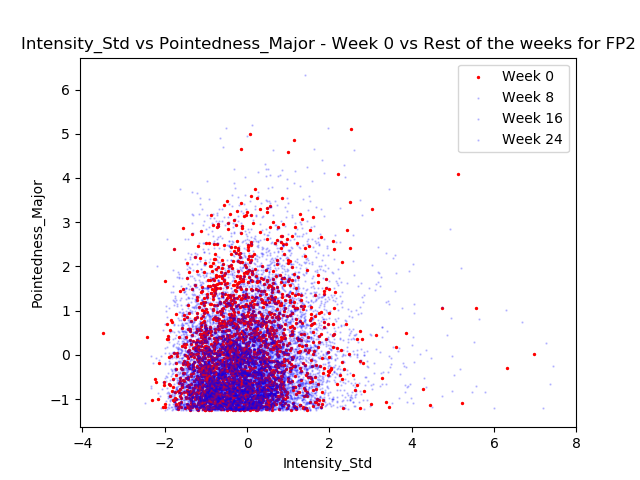 Intensity_Std vs Pointedness_Major - Week 0 vs Rest of the weeks for FP2
Week 0
Week 8
Week 16
Week 24
Pointedness_Major
6
5
4
3
2
1
0
−1
−4
−2
0
2
4
6
8
Intensity_Std